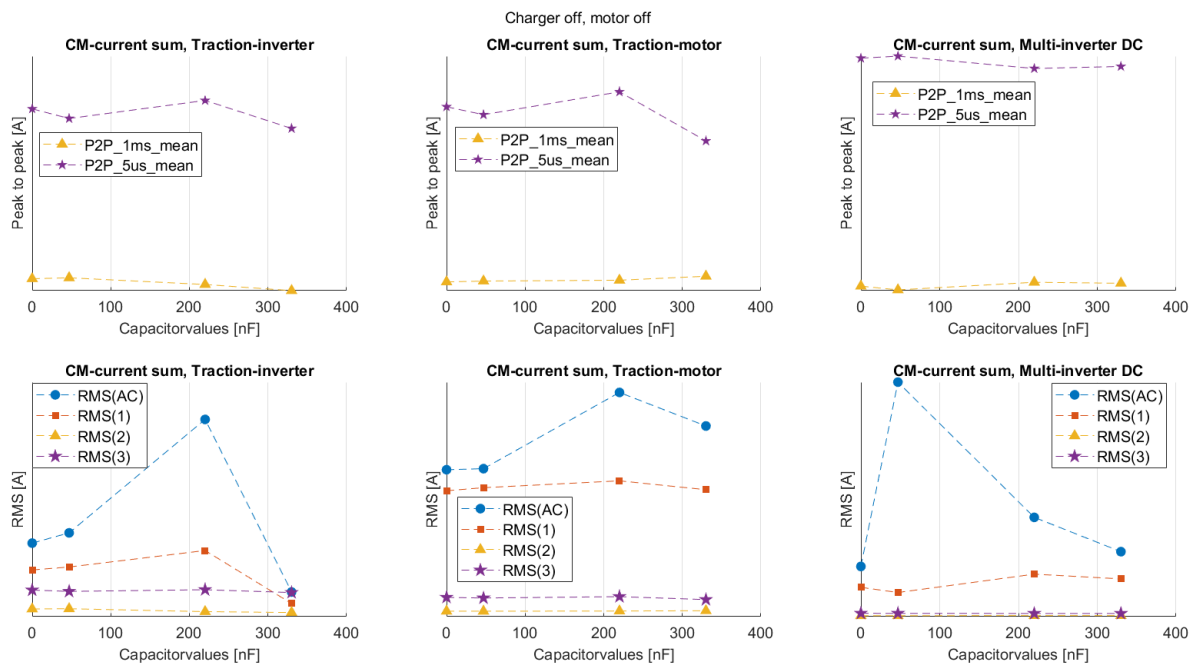 Charger off, motor off
CM-current sum, Traction-inverter
Peak to peak [A]
P2P_1ms_mean
P2P_5us_mean
0 100 200 300 400
Capacitorvalues [nF]
CM-current sum, Traction-motor
Peak to peak [A]
P2P_1ms_mean
P2P_5us_mean
0 100 200 300 400
Capacitorvalues [nF]
CM-current sum, Multi-inverter DC
Peak to peak [A]
P2P_1ms_mean
P2P_5us_mean
0 100 200 300 400
Capacitorvalues [nF]
CM-current sum, Traction-inverter
RMS [A]
RMS(AC)
RMS(1)
RMS(2)
RMS(3)
0 100 200 300 400
Capacitorvalues [nF]
CM-current sum, Traction-motor
RMS [A]
RMS(AC)
RMS(1)
RMS(2)
RMS(3)
0 100 200 300 400
Capacitorvalues [nF]
CM-current sum, Multi-inverter DC
RMS [A]
RMS(AC)
RMS(1)
RMS(2)
RMS(3)
0 100 200 300 400
Capacitorvalues [nF]